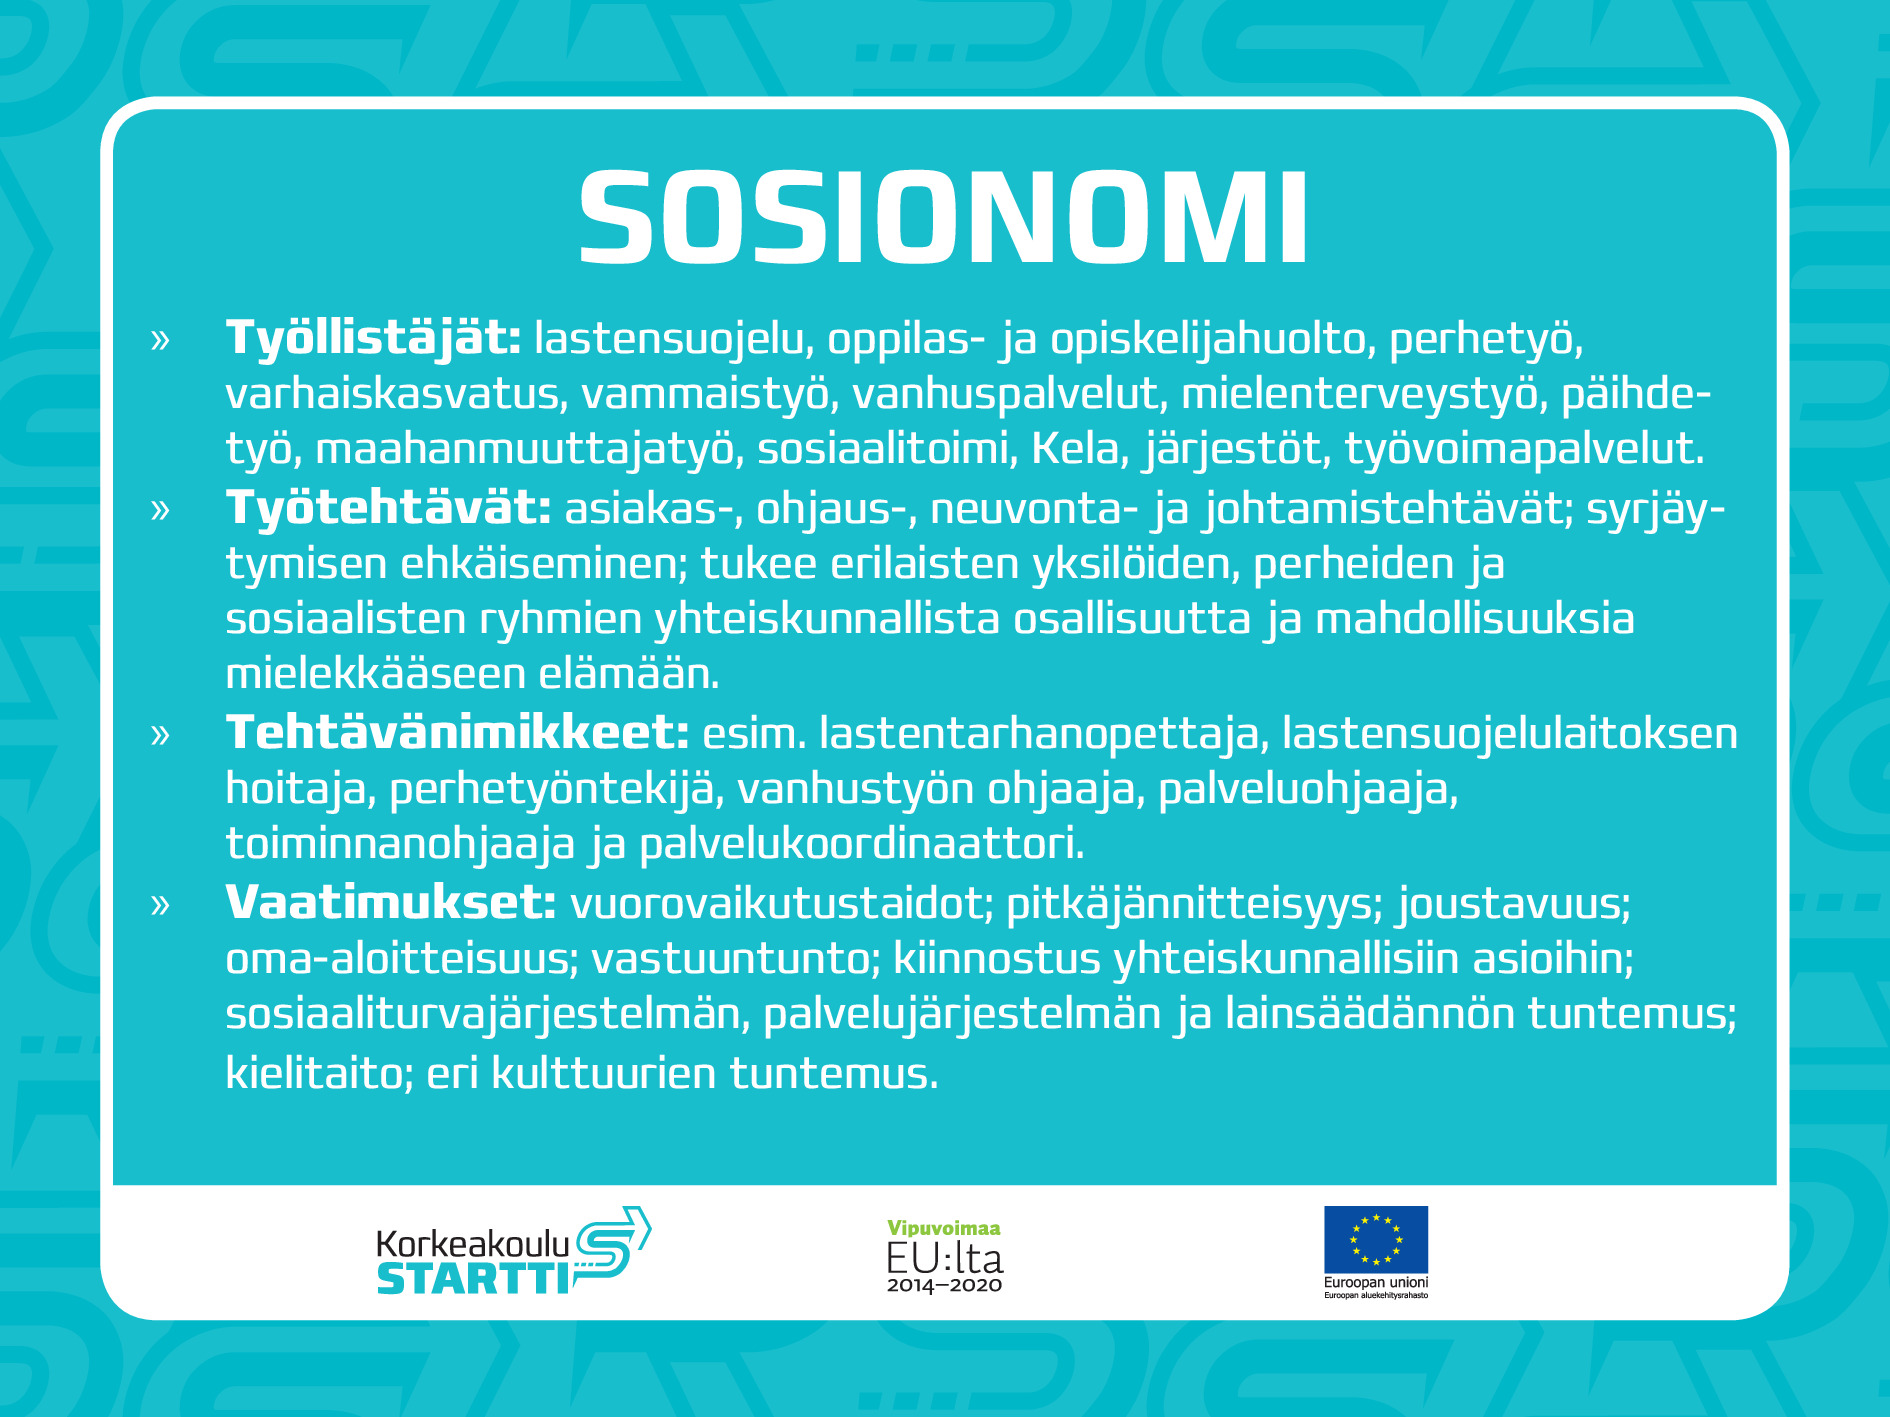 SOSIONOMI
» Työllistäjät: lastensuojelu, oppilas- ja opiskelijahuolto, perhetyö,
varhaiskasvatus, vammaistyö, vanhuspalvelut, mielenterveystyö, päihde-
työ, maahanmuuttajatyö, sosiaalitoimi, Kela, järjestöt, työvoimapalvelut.
» Työtehtävät: asiakas-, ohjaus-, neuvonta- ja johtamistehtävät; syrjäy-
tymisen ehkäiseminen; tukee erilaisten yksilöiden, perheiden ja
sosiaalisten ryhmien yhteiskunnallista osallisuutta ja mahdollisuuksia
mielekkääseen elämään.
» Tehtävänimikkeet: esim. lastentarhanopettaja, lastensuojelulaitoksen
hoitaja, perhetyöntekijä, vanhustyön ohjaaja, palveluohjaaja,
toiminnanohjaaja ja palvelukoordinaattori.
» Vaatimukset: vuorovaikutustaidot; pitkäjännitteisyys; joustavuus;
oma-aloitteisuus; vastuuntunto; kiinnostus yhteiskunnallisiin asioihin;
sosiaaliturvajärjestelmän, palvelujärjestelmän ja lainsäädännön tuntemus;
kielitaito; eri kulttuurien tuntemus.
Korkeakoulu
STARTTI
Vipuvoimaa
EU:lta
2014–2020
Euroopan unioni
Euroopan aluekehitysrahasto